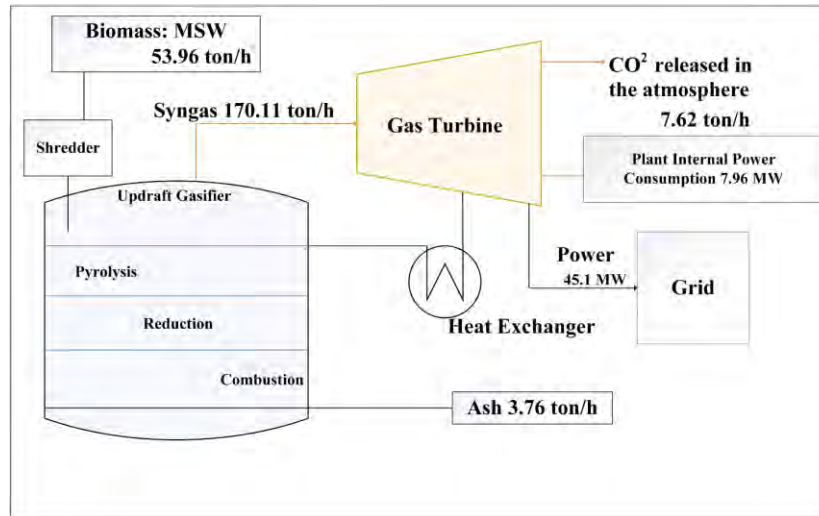 Biomass: MSW
53.96 ton/h
Syngas 170.11 ton/h
Shredder
Updraft Gasifier
Pyrolysis
Reduction
Combustion
Gas Turbine
CO² released in
the atmosphere
7.62 ton/h
Plant Internal Power
Consumption 7.96 MW
Power
45.1 MW
Grid
Heat Exchanger
Ash 3.76 ton/h